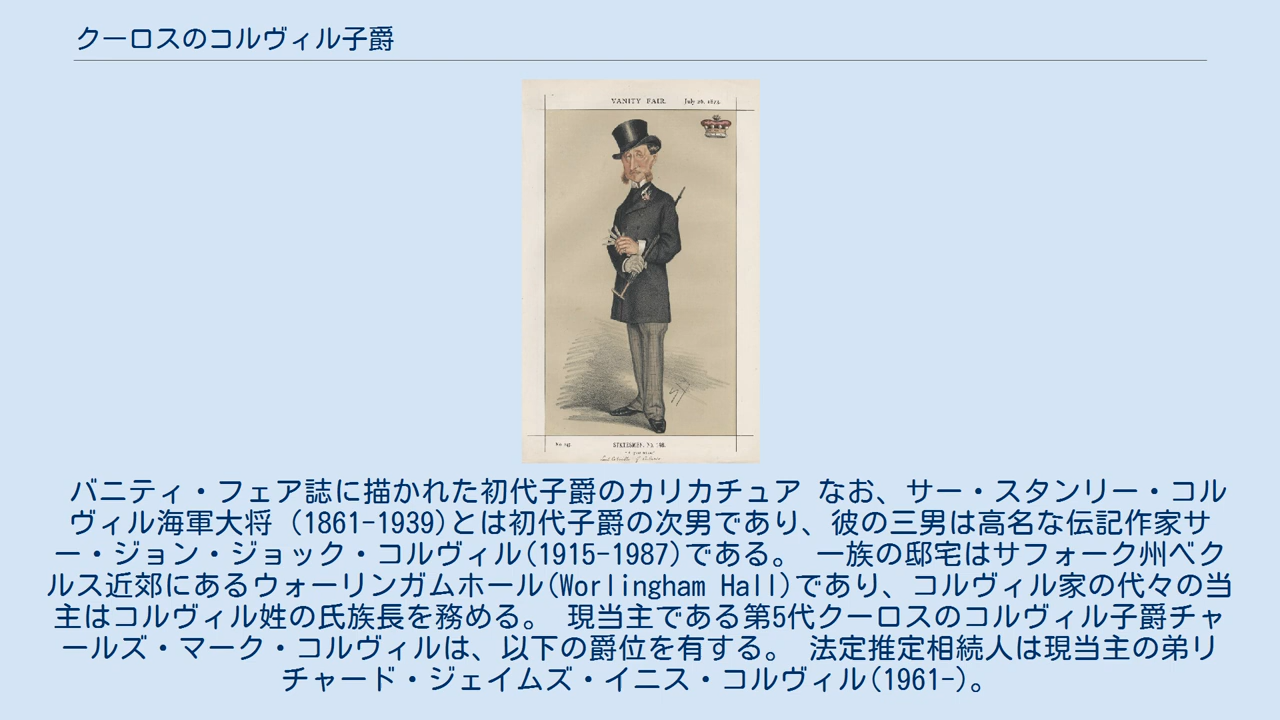 クーロスのコルヴィル子爵
VANITY FAIR. July 26, 1873.
STATESMEN, No. 148.
バニティ・フェア誌に描かれた初代子爵のカリカチュア なお、サー・スタンリー・コル
ヴィル海軍大将 (1861-1939)とは初代子爵の次男であり、彼の三男は高名な伝記作家サ
ー・ジョン・ジョック・コルヴィル(1915-1987)である。 一族の邸宅はサフォーク州ベク
ルス近郊にあるウォーリンガムホール(Worlingham Hall)であり、コルヴィル家の代々の当
主はコルヴィル姓の氏族長を務める。 現当主である第5代クーロスのコルヴィル子爵チャ
ールズ・マーク・コルヴィルは、以下の爵位を有する。 法定推定相続人は現当主の弟リ
チャード・ジェイムズ・イニス・コルヴィル(1961-)。